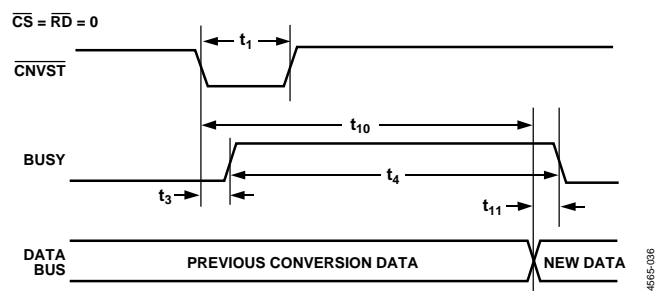 CS = RD = 0
t1
CNVST
t10
BUSY
t4
t3
t11
DATA
BUS
PREVIOUS CONVERSION DATA
NEW DATA
4565-036